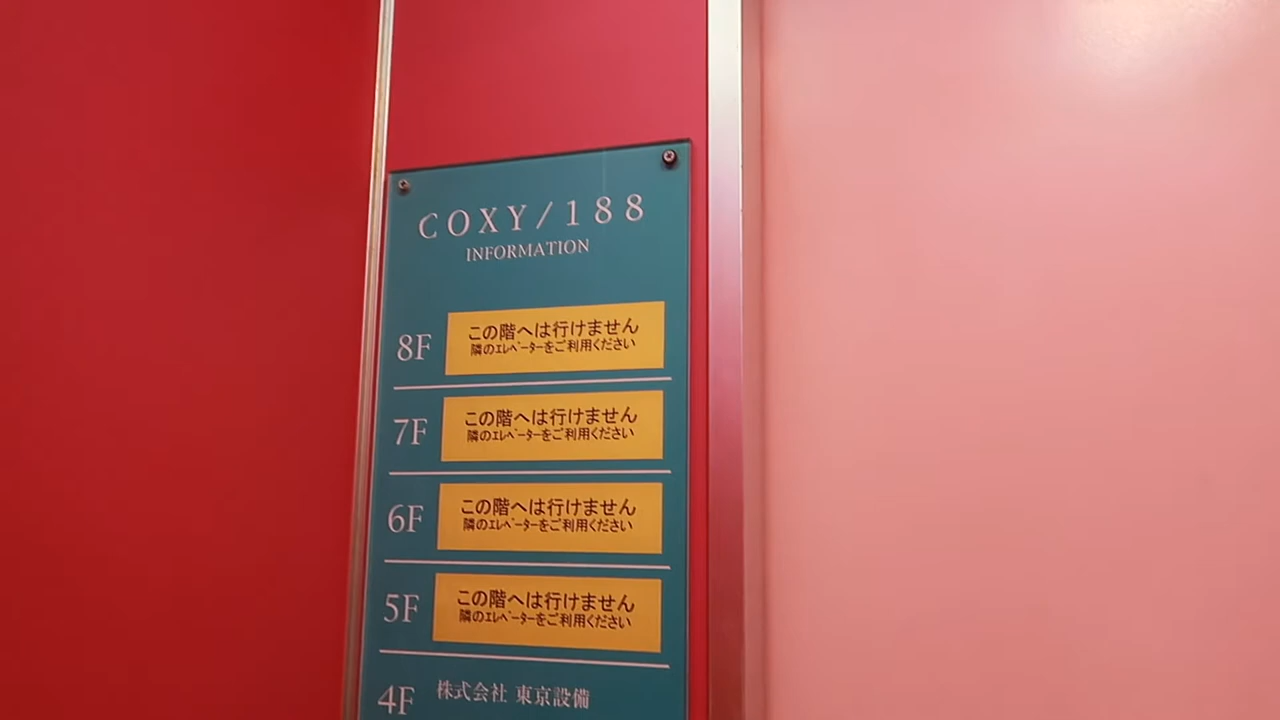 COXY/188
INFORMATION
8F
この階へは行けません
隣のエレベーターをご利用ください
7F
この階へは行けません
隣のエレベーターをご利用ください
6F
この階へは行けません
隣のエレベーターをご利用ください
5F
この階へは行けません
隣のエレベーターをご利用ください
4F 株式会社 東京設備